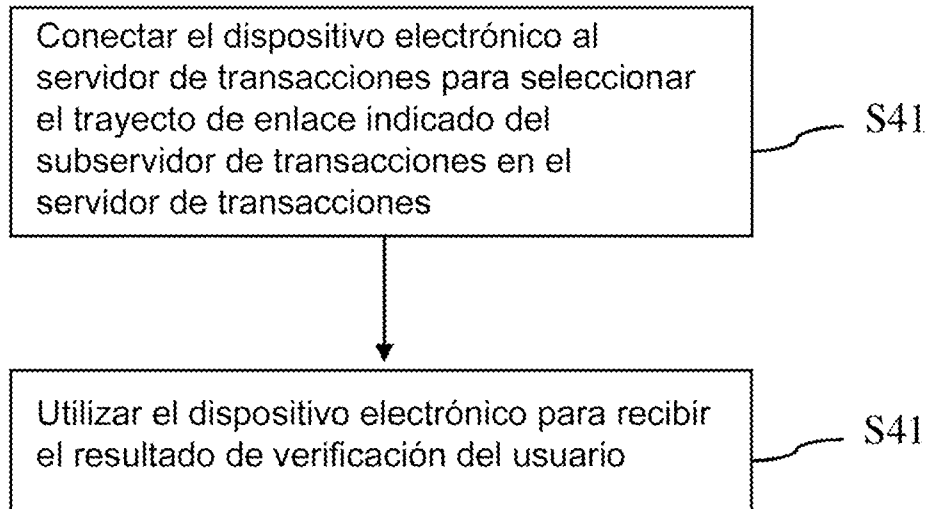 Conectar el dispositivo electrónico al
servidor de transacciones para seleccionar
el trayecto de enlace indicado del
subservidor de transacciones en el
servidor de transacciones
S41
Utilizar el dispositivo electrónico para recibir
el resultado de verificación del usuario
S41